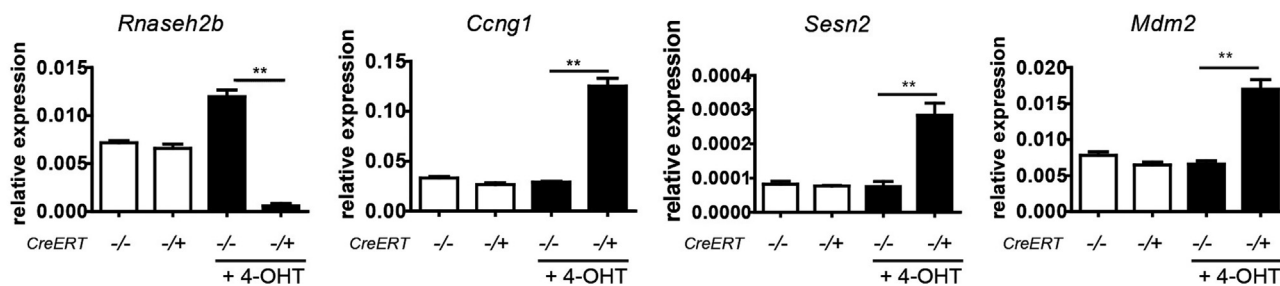 Rnaseh2b
relative expression
0.015
0.010
0.005
0.000
**
CreERT -/- -/+ -/- -/+
+ 4-OHT
Ccng1
relative expression
0.15
0.10
0.05
0.00
**
CreERT -/- -/+ -/- -/+
+ 4-OHT
Sesn2
relative expression
0.0004
0.0003
0.0002
0.0001
0.0000
**
CreERT -/- -/+ -/- -/+
+ 4-OHT
Mdm2
relative expression
0.020
0.015
0.010
0.005
0.000
**
CreERT -/- -/+ -/- -/+
+ 4-OHT